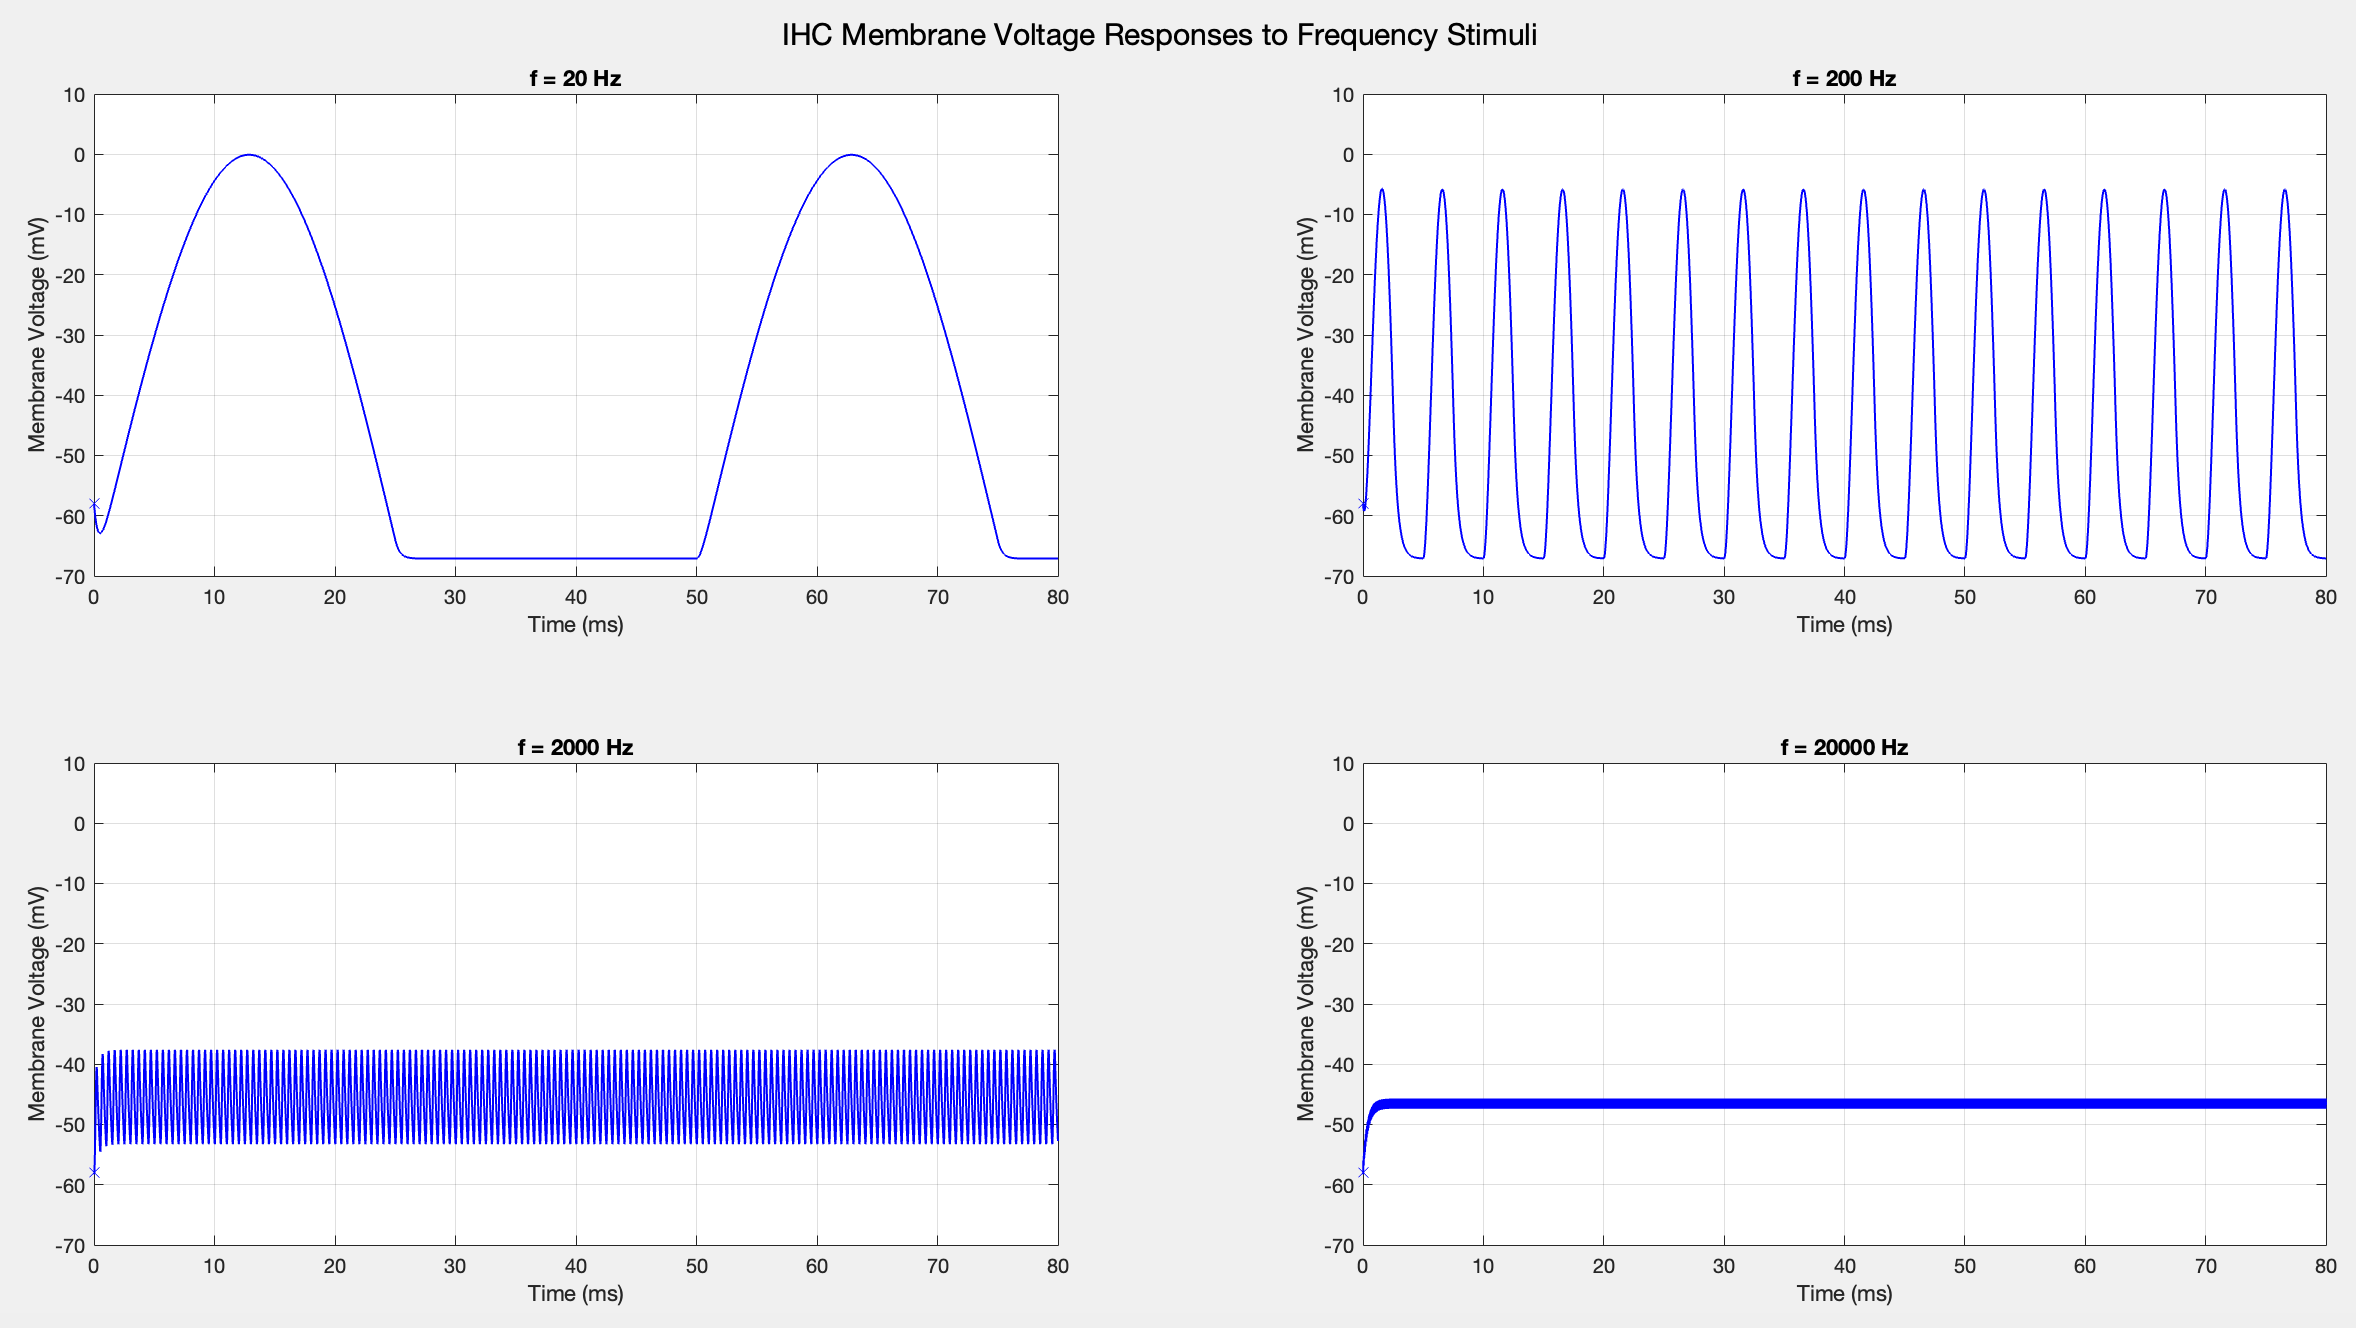 IHC Membrane Voltage Responses to Frequency Stimuli
f = 20 Hz
10
0
-10
-20
-30
-40
-50
-60
-70
Membrane Voltage (mV)
0 10 20 30 40 50 60 70 80
Time (ms)
f = 200 Hz
10
0
-10
-20
-30
-40
-50
-60
-70
Membrane Voltage (mV)
0 10 20 30 40 50 60 70 80
Time (ms)
f = 2000 Hz
10
0
-10
-20
-30
-40
-50
-60
-70
Membrane Voltage (mV)
0 10 20 30 40 50 60 70 80
Time (ms)
f = 20000 Hz
10
0
-10
-20
-30
-40
-50
-60
-70
Membrane Voltage (mV)
0 10 20 30 40 50 60 70 80
Time (ms)